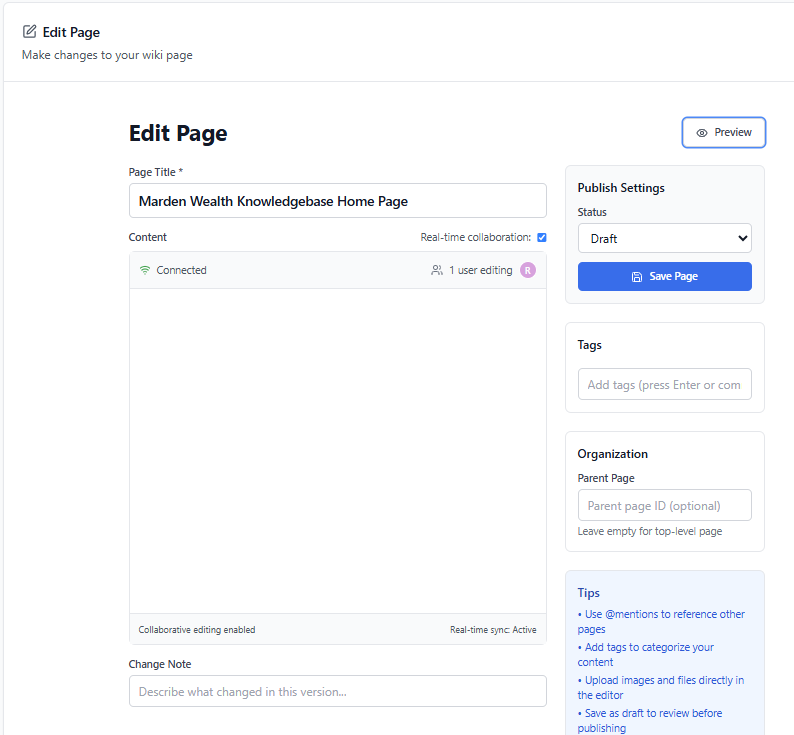 Edit Page
Make changes to your wiki page
Edit Page
Preview
Page Title *
Marden Wealth Knowledgebase Home Page
Content
Real-time collaboration:
Connected
1 user editing
R
Collaborative editing enabled
Real-time sync: Active
Change Note
Describe what changed in this version...
Publish Settings
Status
Draft
Save Page
Tags
Add tags (press Enter or com
Organization
Parent Page
Parent page ID (optional)
Leave empty for top-level page
Tips
• Use @mentions to reference other
pages
• Add tags to categorize your
content
• Upload images and files directly in
the editor
• Save as draft to review before
publishing